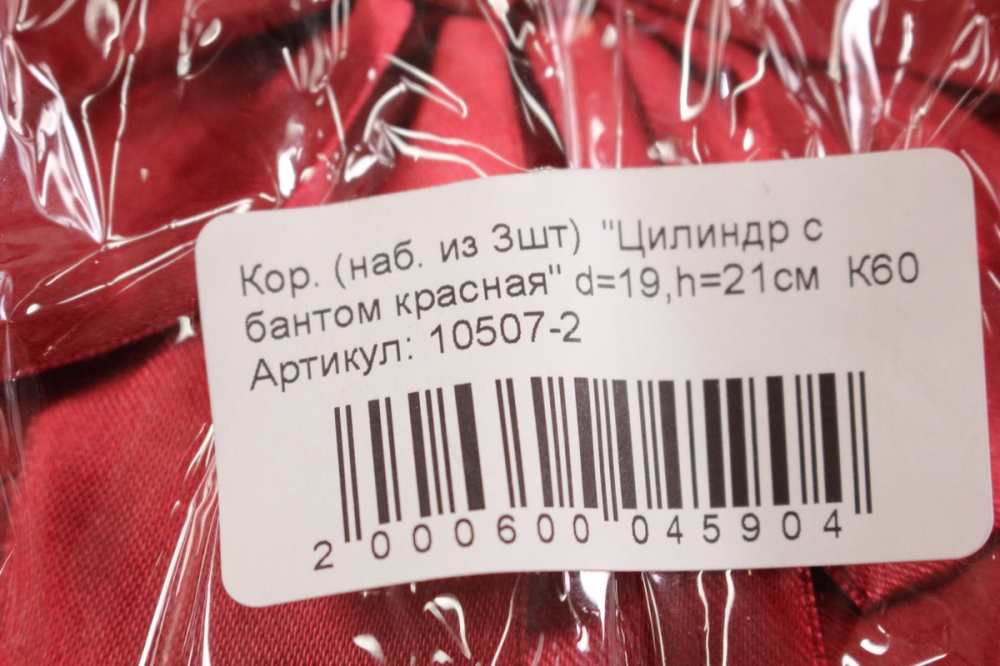 Кор. (наб. из 3шт) "Цилиндр с
бантом красная" d=19,h=21см К60
Артикул: 10507-2
2 000600 045904